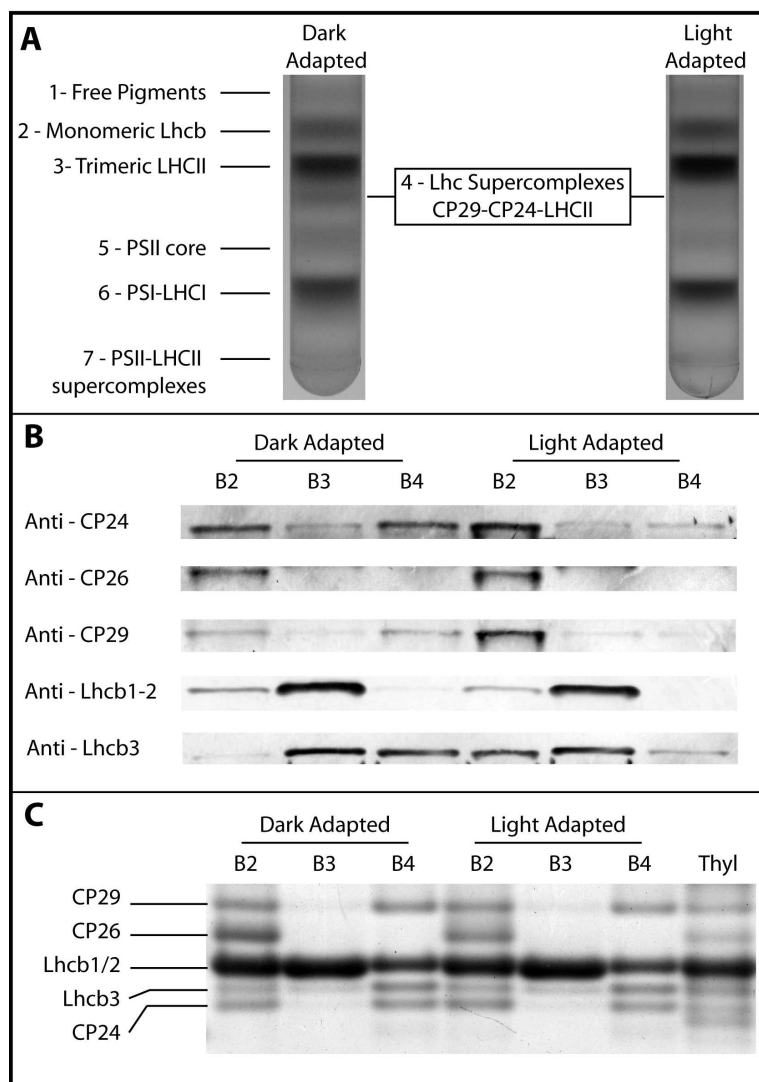 A
Dark
Adapted
Light
Adapted
1- Free Pigments
2 - Monomeric Lhcb
3- Trimeric LHCII
4 - Lhc Supercomplexes
CP29-CP24-LHCII
5 - PSII core
6 - PSI-LHCI
7 - PSII-LHCII
supercomplexes
B
Dark Adapted Light Adapted
B2 B3 B4 B2 B3 B4
Anti - CP24
Anti - CP26
Anti - CP29
Anti - Lhcb1-2
Anti - Lhcb3
C
Dark Adapted Light Adapted
B2 B3 B4 B2 B3 B4 Thyl
CP29
CP26
Lhcb1/2
Lhcb3
CP24